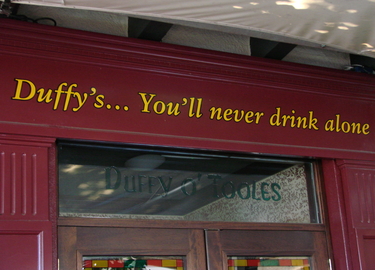 Duffy's... You'll never drink alone
DUFFY O' TOOLES